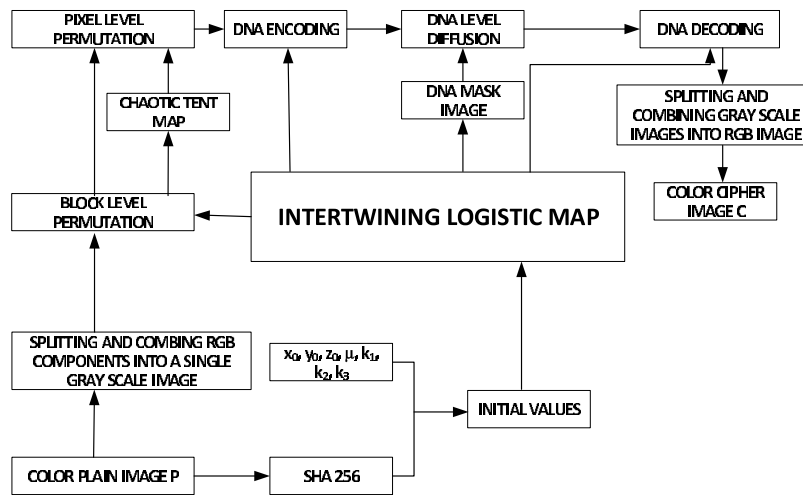 PIXEL LEVEL
PERMUTATION
DNA ENCODING
DNA LEVEL
DIFFUSION
DNA DECODING
CHAOTIC TENT
MAP
DNA MASK
IMAGE
SPLITTING AND
COMBINING GRAY SCALE
IMAGES INTO RGB IMAGE
BLOCK LEVEL
PERMUTATION
INTERTWINING LOGISTIC MAP
COLOR CIPHER
IMAGE C
SPLITTING AND COMBING RGB
COMPONENTS INTO A SINGLE
GRAY SCALE IMAGE
x₀, y₀, z₀, μ, k₁,
k₂, k₃
INITIAL VALUES
COLOR PLAIN IMAGE P
SHA 256